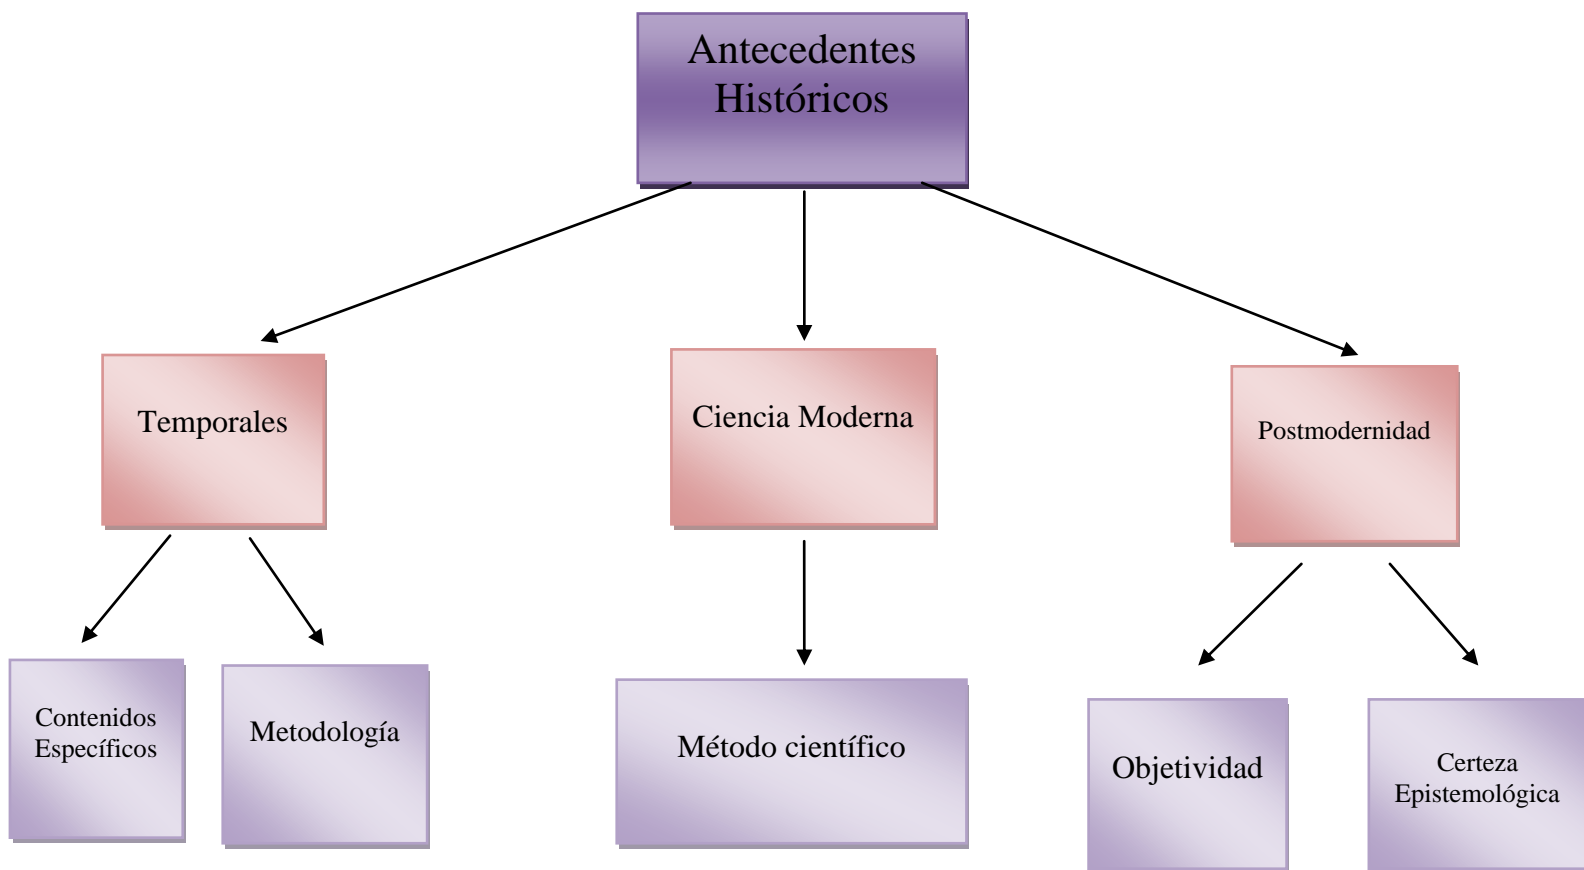 Antecedentes
Históricos
Temporales
Ciencia Moderna
Postmodernidad
Contenidos
Específicos
Metodología
Método científico
Objetividad
Certeza
Epistemológica